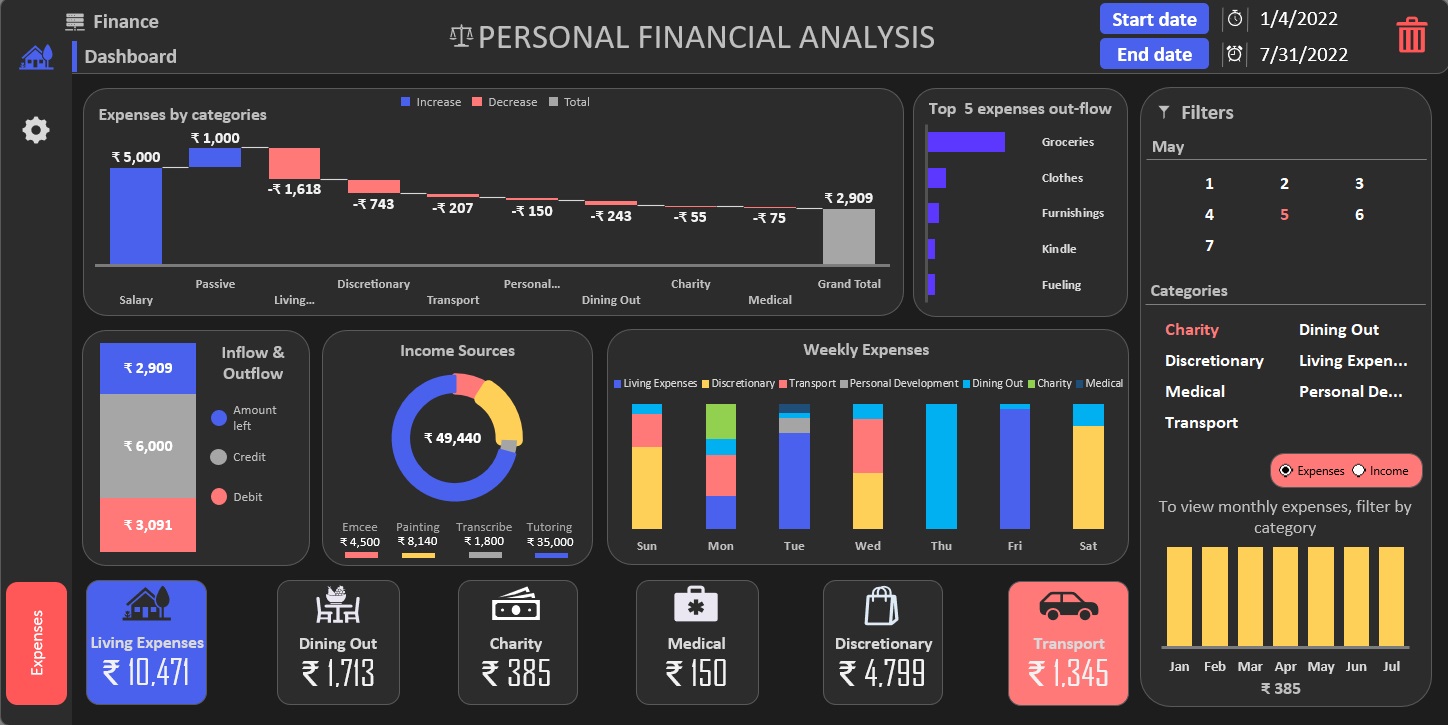 Finance
Dashboard
PERSONAL FINANCIAL ANALYSIS
Start date 1/4/2022
End date 7/31/2022
Expenses by categories
Increase Decrease Total
₹ 5,000
₹ 1,000
-₹ 1,618
-₹ 743
-₹ 207
-₹ 150
-₹ 243
-₹ 55
-₹ 75
₹ 2,909
Salary
Passive
Living...
Discretionary
Transport
Personal...
Dining Out
Charity
Medical
Grand Total
Top 5 expenses out-flow
Groceries
Clothes
Furnishings
Kindle
Fueling
Filters
May
1 2 3
4 5 6
7
Categories
Charity Dining Out
Discretionary Living Expen...
Medical Personal De...
Transport
Expenses Income
To view monthly expenses, filter by
category
Jan Feb Mar Apr May Jun Jul
₹ 385
Inflow &
Outflow
₹ 2,909
₹ 6,000
₹ 3,091
Amount
left
Credit
Debit
Income Sources
₹ 49,440
Emcee Painting Transcribe Tutoring
₹ 4,500 ₹ 8,140 ₹ 1,800 ₹ 35,000
Weekly Expenses
Living Expenses Discretionary Transport Personal Development Dining Out Charity Medical
Sun Mon Tue Wed Thu Fri Sat
Expenses
Living Expenses
₹ 10,471
Dining Out
₹ 1,713
Charity
₹ 385
Medical
₹ 150
Discretionary
₹ 4,799
Transport
₹ 1,345